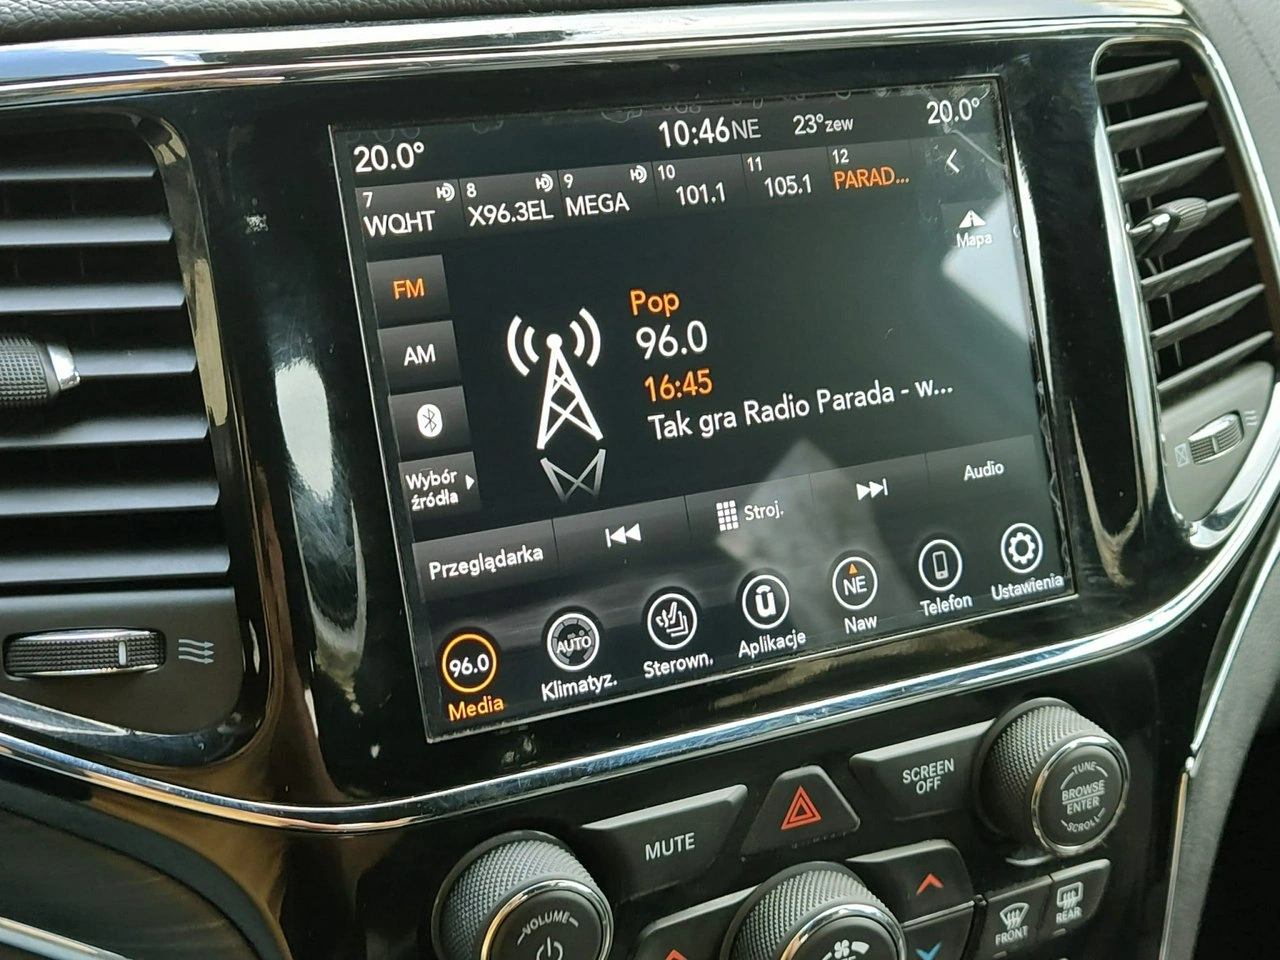 20.0°
10:46 NE
23°zew
20.0°
7
WQHT
8
X96.3EL
9
MEGA
10
101.1
11
105.1
12
PARAD...
Mapa
FM
AM
Wybór
źródła
Pop
96.0
16:45
Tak gra Radio Parada - w...
Przeglądarka
Stroj.
Audio
96.0
Media
AUTO
Klimatyz.
Sterown.
Aplikacje
NE
Naw
Telefon
Ustawienia
MUTE
SCREEN
OFF
TUNE
BROWSE
ENTER
SCROLL
VOLUME
FRONT
REAR